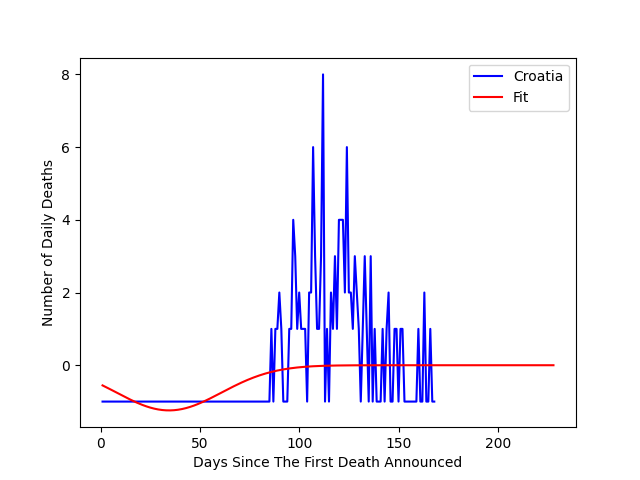 8
6
4
2
0
0
50
100
150
200
Number of Daily Deaths
Days Since The First Death Announced
Croatia
Fit